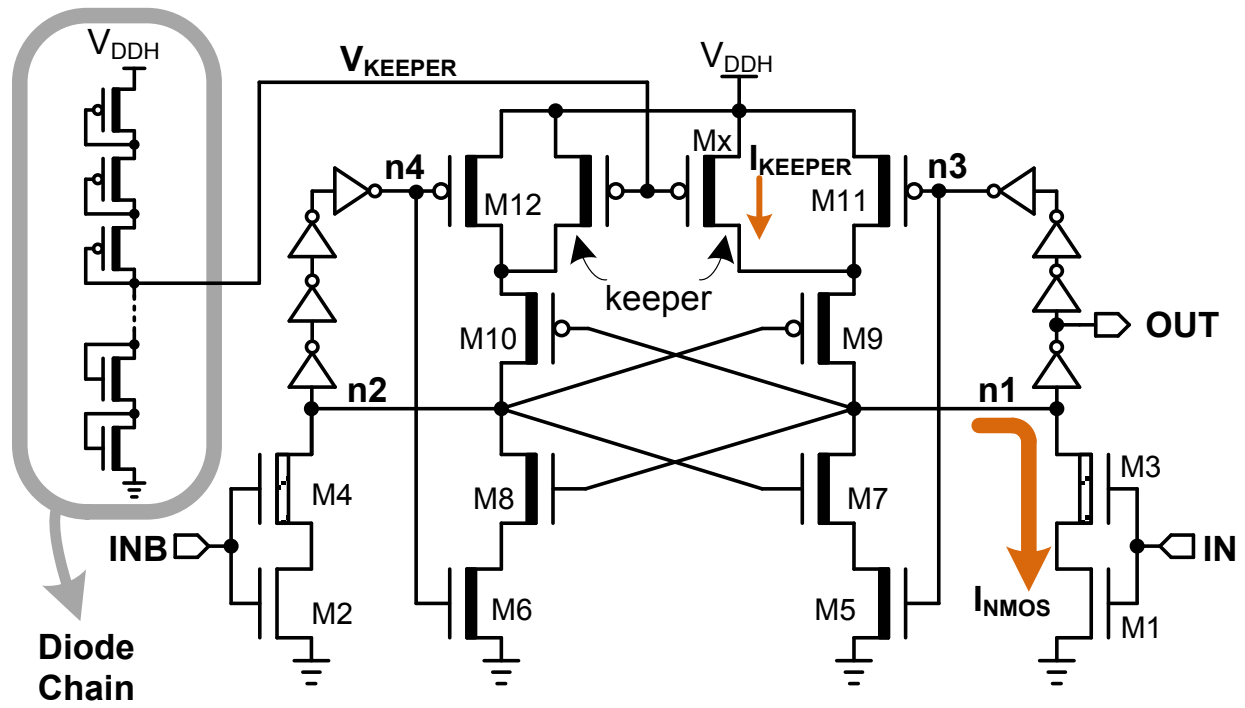 VDDH
VKEEPER
VDDH
Mx
IKEEPER
n4
n3
M12
M11
keeper
M10
M9
OUT
n2
n1
M4
M8
M7
M3
INB
IN
M2
M6
M5
INMOS
M1
Diode
Chain